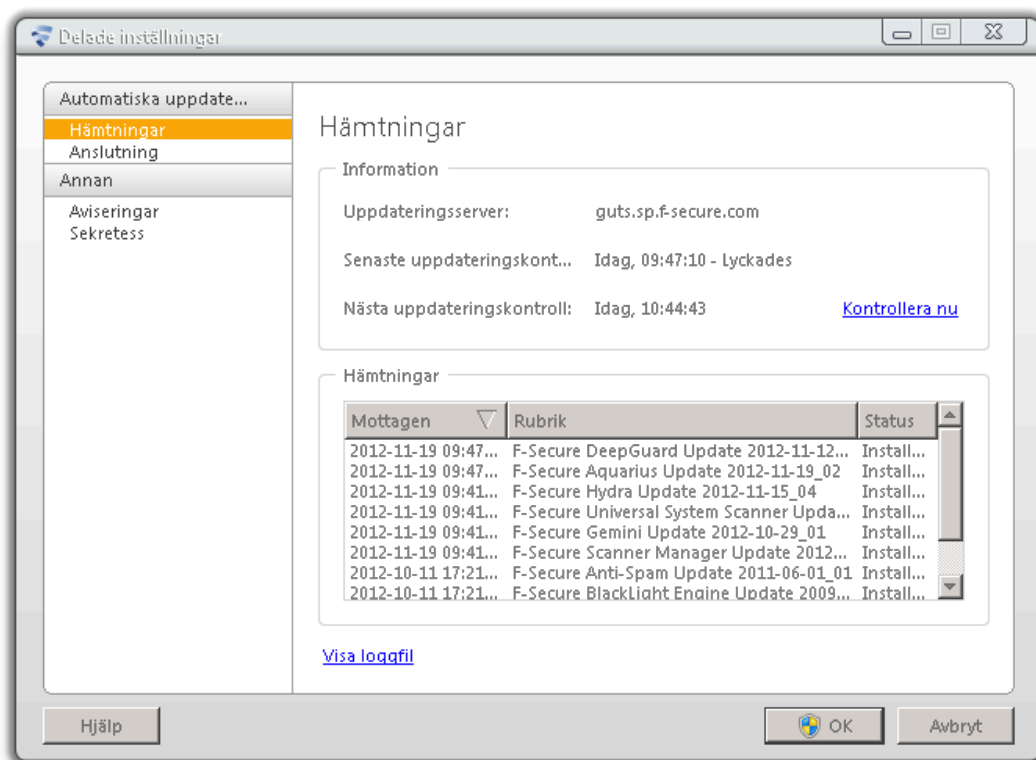 Delade inställningar
Automatiska uppdate...
Hämtningar
Anslutning
Annan
Aviseringar
Sekretess
Hämtningar
Information
Uppdateringsserver: guts.sp.f-secure.com
Senaste uppdateringskont... Idag, 09:47:10 - Lyckades
Nästa uppdateringskontroll: Idag, 10:44:43 Kontrollera nu
Hämtningar
Mottagen Rubrik Status
2012-11-19 09:47... F-Secure DeepGuard Update 2012-11-12... Install...
2012-11-19 09:47... F-Secure Aquarius Update 2012-11-19_02 Install...
2012-11-19 09:41... F-Secure Hydra Update 2012-11-15_04 Install...
2012-11-19 09:41... F-Secure Universal System Scanner Upda... Install...
2012-11-19 09:41... F-Secure Gemini Update 2012-10-29_01 Install...
2012-11-19 09:41... F-Secure Scanner Manager Update 2012... Install...
2012-10-11 17:21... F-Secure Anti-Spam Update 2011-06-01_01 Install...
2012-10-11 17:21... F-Secure BlackLight Engine Update 2009... Install...
Visa loggfil
Hjälp OK Avbryt